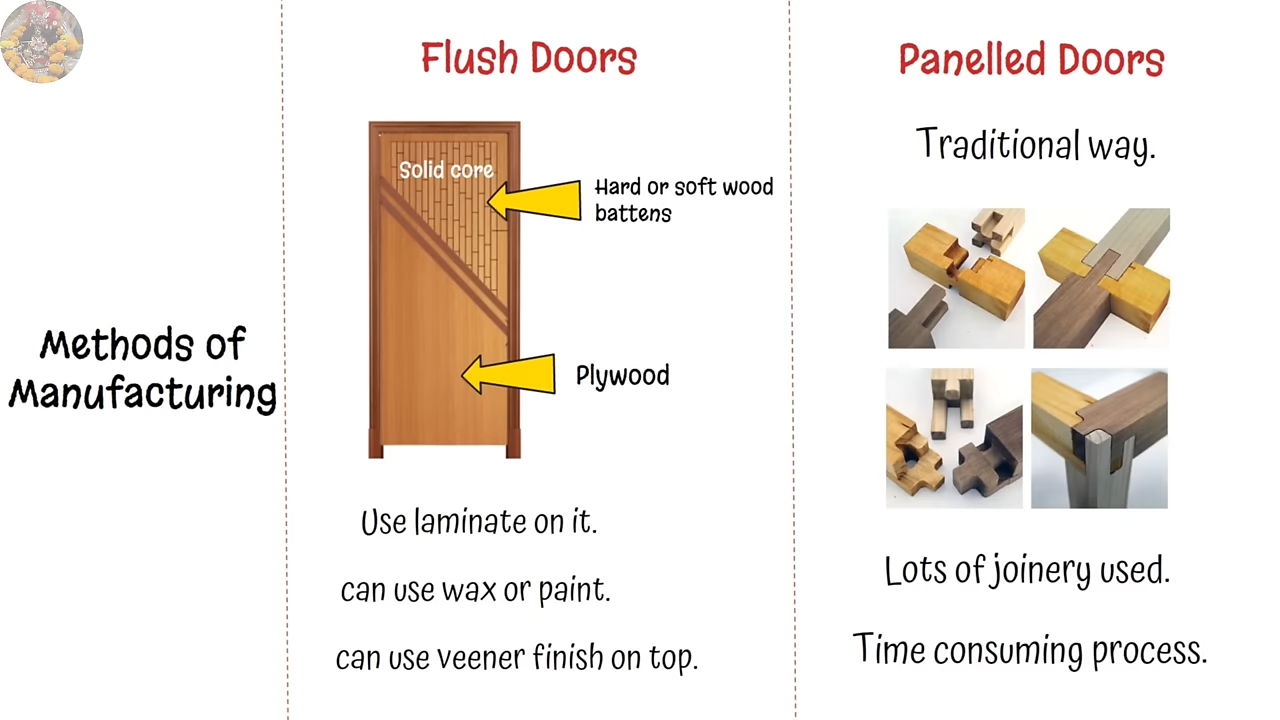 Methods of
Manufacturing
Flush Doors
Solid core
Hard or soft wood
battens
Plywood
Use laminate on it.
can use wax or paint.
can use veener finish on top.
Panelled Doors
Traditional way.
Lots of joinery used.
Time consuming process.